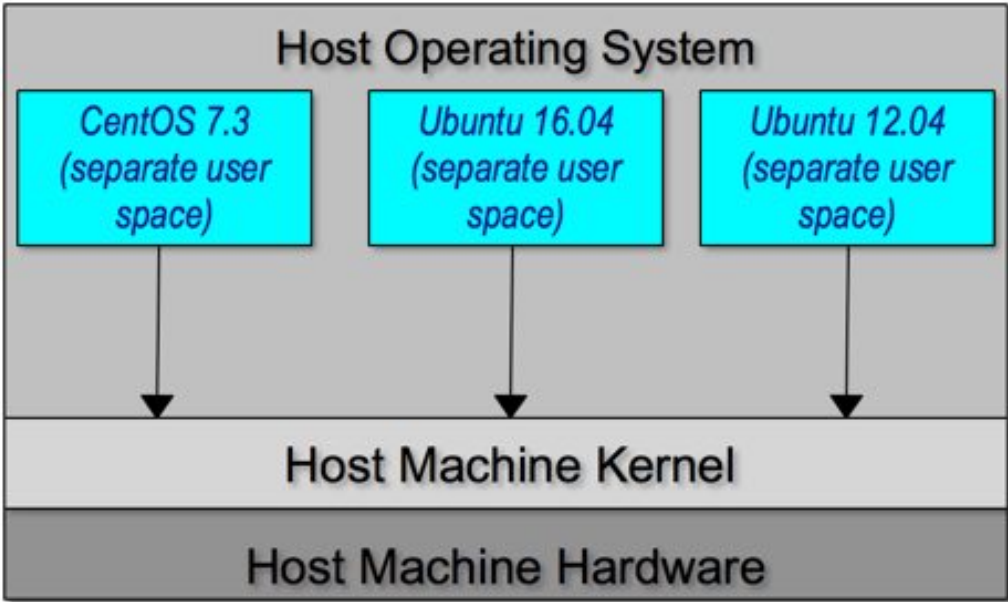 Host Operating System
CentOS 7.3
(separate user
space)
Ubuntu 16.04
(separate user
space)
Ubuntu 12.04
(separate user
space)
Host Machine Kernel
Host Machine Hardware